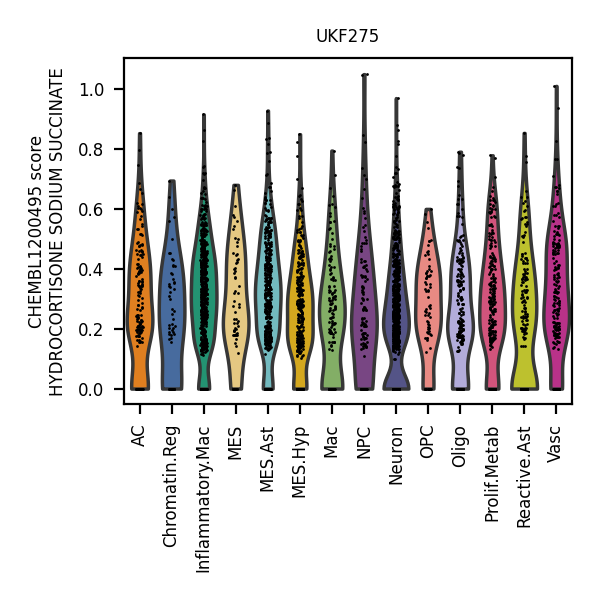 UKF275
CHEMBL1200495 score
HYDROCORTISONE SODIUM SUCCINATE
1.0
0.8
0.6
0.4
0.2
0.0
AC
Chromatin.Reg
Inflammatory.Mac
MES
MES.Ast
MES.Hyp
Mac
NPC
Neuron
OPC
Oligo
Prolif.Metab
Reactive.Ast
Vasc